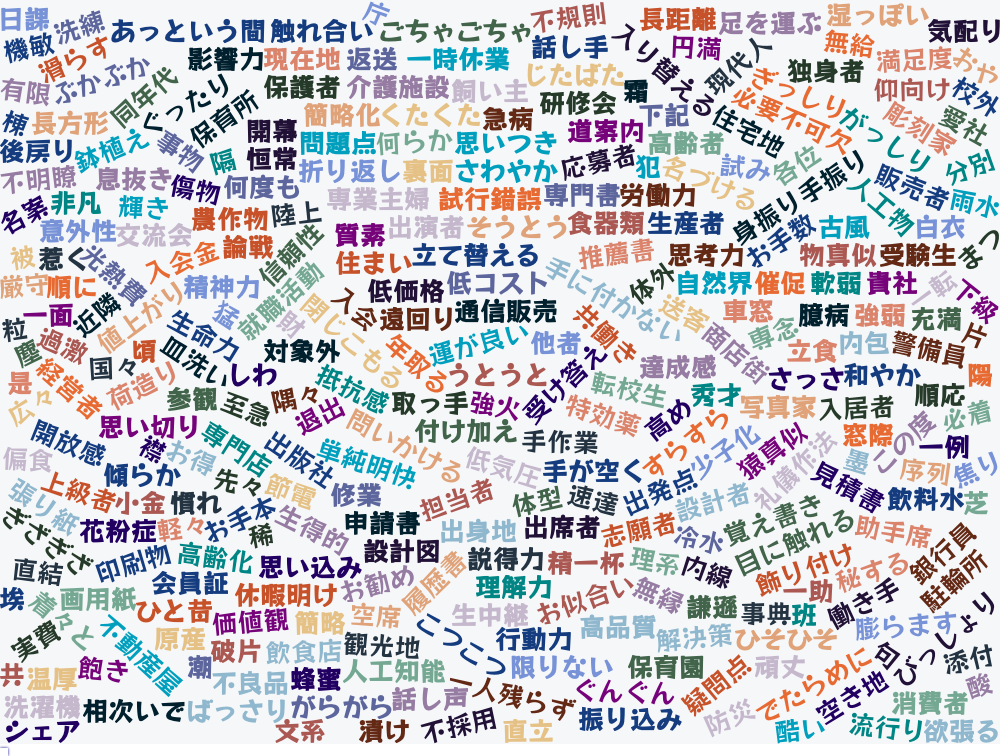 日課
洗練
あっという間
触れ合い
庁
ごちゃごちゃ
不規則
長距離
足を運ぶ
湿っぽい
気配り
機敏
滑らす
影響力
現在地
返送
一時休業
話し手
入り替える
円満
現代人
無給
満足度
おや
有限
ぶかぶか
同年代
ぐったり
保護者
介護施設
飼い主
じたばた
霜
ぎっしり
独身者
仰向け
校外
棟
長方形
保育所
開幕
簡略化
くたくた
急病
研修会
下記
住宅地
必要不可欠
がっしり
彫刻家
愛社
後戻り
鉢植え
事物
隔
恒常
問題点
何らか
思いつき
道案内
高齢者
各位
分別
不明瞭
息抜き
傷物
何度も
折り返し
裏面
さわやか
応募者
犯
名づける
試み
身振り手振り
人工物
販売者
雨水
名案
非凡
輝き
農作物
陸上
専業主婦
試行錯誤
専門書
労働力
お手数
古風
白衣
意外性
交流会
入会金
論戦
信頼性
質素
出演者
そうとう
食器類
生産者
被
惹く
光熱費
住まい
立て替える
推薦書
思考力
物真似
受験生
まつ
厳守
順に
値上がり
精神力
就職活動
入念
低価格
低コスト
手に付かない
体外
自然界
催促
軟弱
貴社
一転
下級
一面
近隣
猛
財
閉じこもる
遠回り
通信販売
共働き
送客
車窓
臆病
強弱
充満
片
粒
塵
過激
国々
頃
生命力
皿洗い
対象外
年取る
運が良い
他者
商店街
専念
立食
内包
警備員
是
経営者
荷造り
しわ
抵抗感
うとうと
受け答え
転校生
達成感
さっさ
和やか
陽
広々
参観
至急
隅々
退出
取っ手
強火
特効薬
高め
秀才
写真家
入居者
順応
必着
思い切り
襟
お得
専門店
出版社
問いかける
付け加え
手作業
すらすら
少子化
猿真似
窓際
この度
一例
開放感
偏食
傾らか
先々
節電
単純明快
低気圧
手が空く
出発点
礼儀作法
墨
序列
焦り
張り紙
上級者
小金
慣れ
お手本
稀
生得的
修業
担当者
体型
速達
設計者
見積書
飲料水
芝
ぎざぎざ
花粉症
軽々
申請書
出身地
出席者
志願者
冷水
覚え書き
目に触れる
助手席
銀行員
直結
印刷物
高齢化
思い込み
設計図
説得力
精一杯
理系
内線
飾り付け
秘する
駐輪所
埃
着々と
画用紙
会員証
休暇明け
お勧め
履歴書
理解力
お似合い
無縁
一助
働き手
実費
ひと昔
価値観
簡略
空席
生中継
謙遜
事典
班
膨らます
びっしょり
不動産屋
原産
破片
飲食店
観光地
こつこつ
行動力
高品質
解決策
ひそひそ
句
添付
共
温厚
飽き
潮
不良品
蜂蜜
人工知能
限りない
保育園
疑問点
頑丈
でたらめに
空き地
消費者
酸
洗濯機
相次いで
ばっさり
がらがら
話し声
一人残らず
ぐんぐん
シェア
文系
漬け
不採用
直立
振り込み
防災
酷い
流行り
欲張る